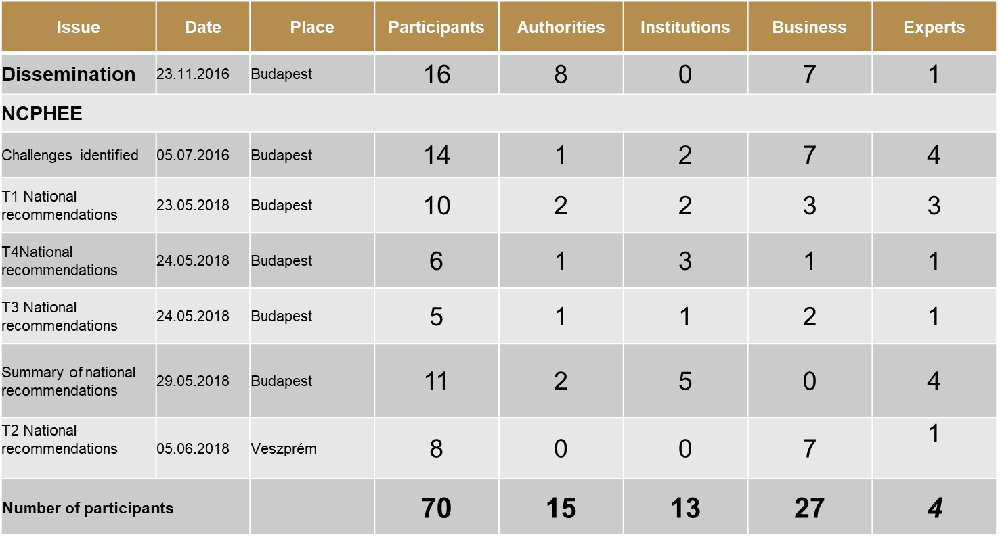 Issue Date Place Participants Authorities Institutions Business Experts
Dissemination 23.11.2016 Budapest 16 8 0 7 1
NCPHEE
Challenges identified 05.07.2016 Budapest 14 1 2 7 4
T1 National
recommendations 23.05.2018 Budapest 10 2 2 3 3
T4National
recommendations 24.05.2018 Budapest 6 1 3 1 1
T3 National
recommendations 24.05.2018 Budapest 5 1 1 2 1
Summary of national
recommendations 29.05.2018 Budapest 11 2 5 0 4
T2 National
recommendations 05.06.2018 Veszprém 8 0 0 7 1
Number of participants 70 15 13 27 4